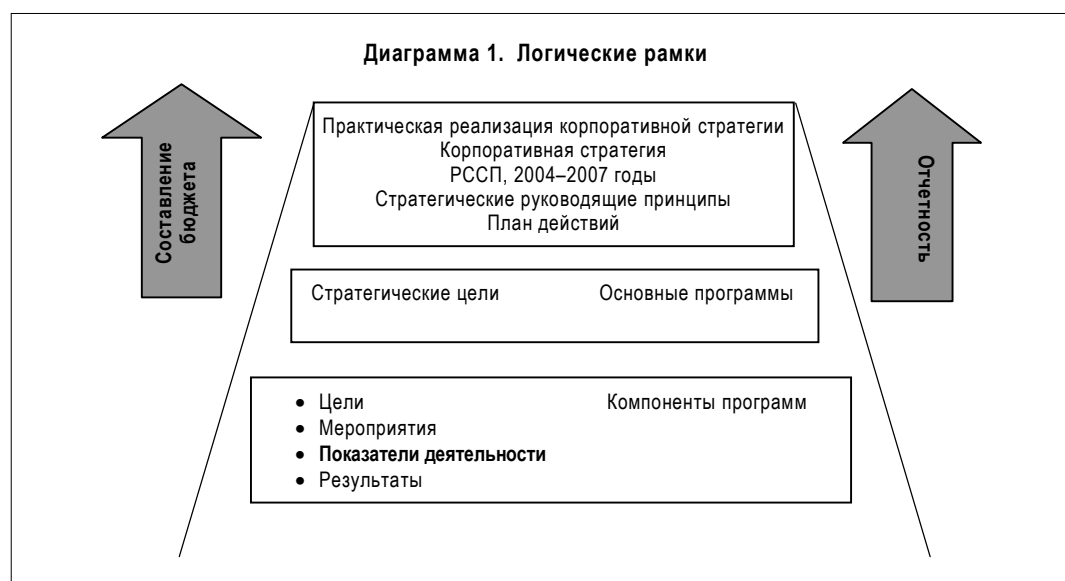 Диаграмма 1. Логические рамки
Составление
бюджета
Практическая реализация корпоративной стратегии
Корпоративная стратегия
РССП, 2004–2007 годы
Стратегические руководящие принципы
План действий
Отчетность
Стратегические цели Основные программы
• Цели Компоненты программ
• Мероприятия
• Показатели деятельности
• Результаты